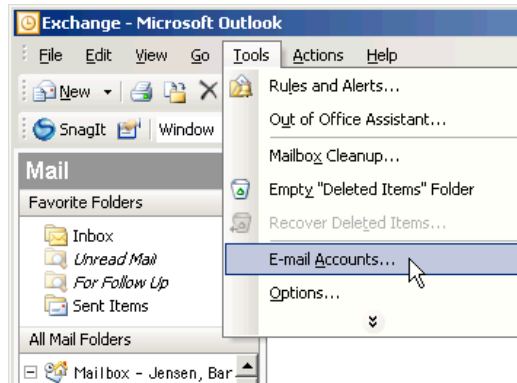 Exchange - Microsoft Outlook
File Edit View Go Tools Actions Help
New
SnagIt Window
Rules and Alerts...
Out of Office Assistant...
Mailbox Cleanup...
Empty "Deleted Items" Folder
Recover Deleted Items...
E-mail Accounts...
Options...
Mail
Favorite Folders
Inbox
Unread Mail
For Follow Up
Sent Items
All Mail Folders
Mailbox - Jensen, Bar